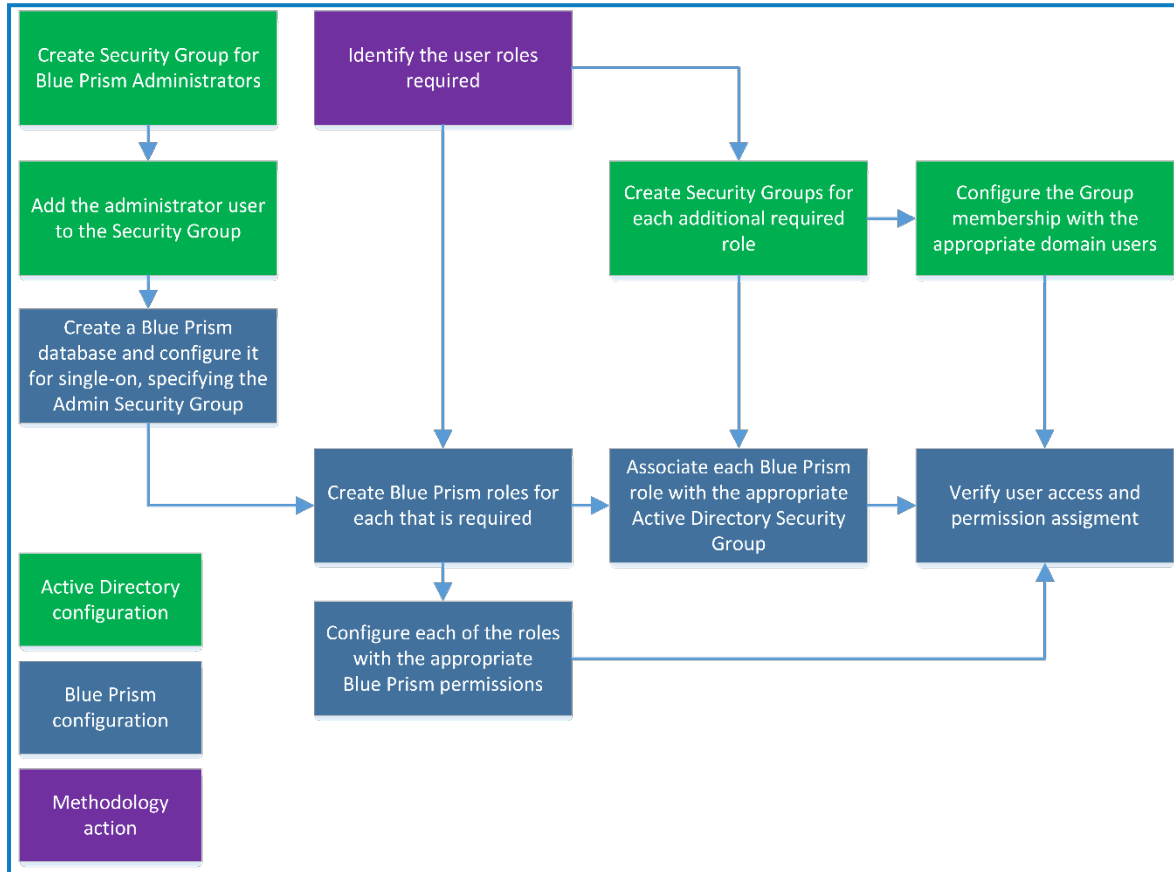 Create Security Group for
Blue Prism Administrators
Identify the user roles
required
Add the administrator user
to the Security Group
Create Security Groups for
each additional required
role
Configure the Group
membership with the
appropriate domain users
Create a Blue Prism
database and configure it
for single-on, specifying the
Admin Security Group
Create Blue Prism roles for
each that is required
Associate each Blue Prism
role with the appropriate
Active Directory Security
Group
Verify user access and
permission assigment
Configure each of the roles
with the appropriate
Blue Prism permissions
Active Directory
configuration
Blue Prism
configuration
Methodology
action